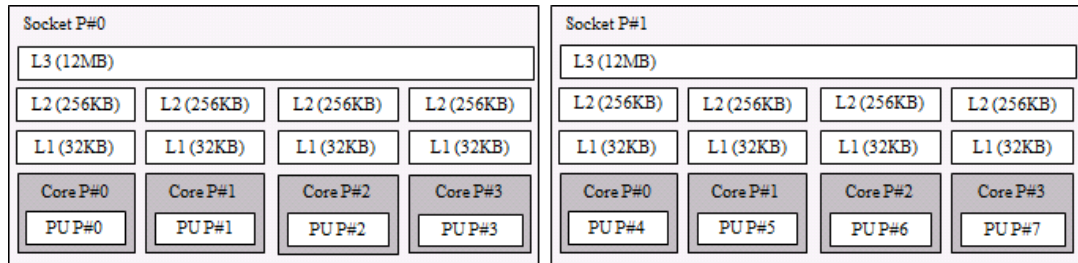 Socket P#0
L3 (12MB)
L2 (256KB) L2 (256KB) L2 (256KB) L2 (256KB)
L1 (32KB) L1 (32KB) L1 (32KB) L1 (32KB)
Core P#0 Core P#1 Core P#2 Core P#3
PU P#0 PU P#1 PU P#2 PU P#3
Socket P#1
L3 (12MB)
L2 (256KB) L2 (256KB) L2 (256KB) L2 (256KB)
L1 (32KB) L1 (32KB) L1 (32KB) L1 (32KB)
Core P#0 Core P#1 Core P#2 Core P#3
PU P#4 PU P#5 PU P#6 PU P#7